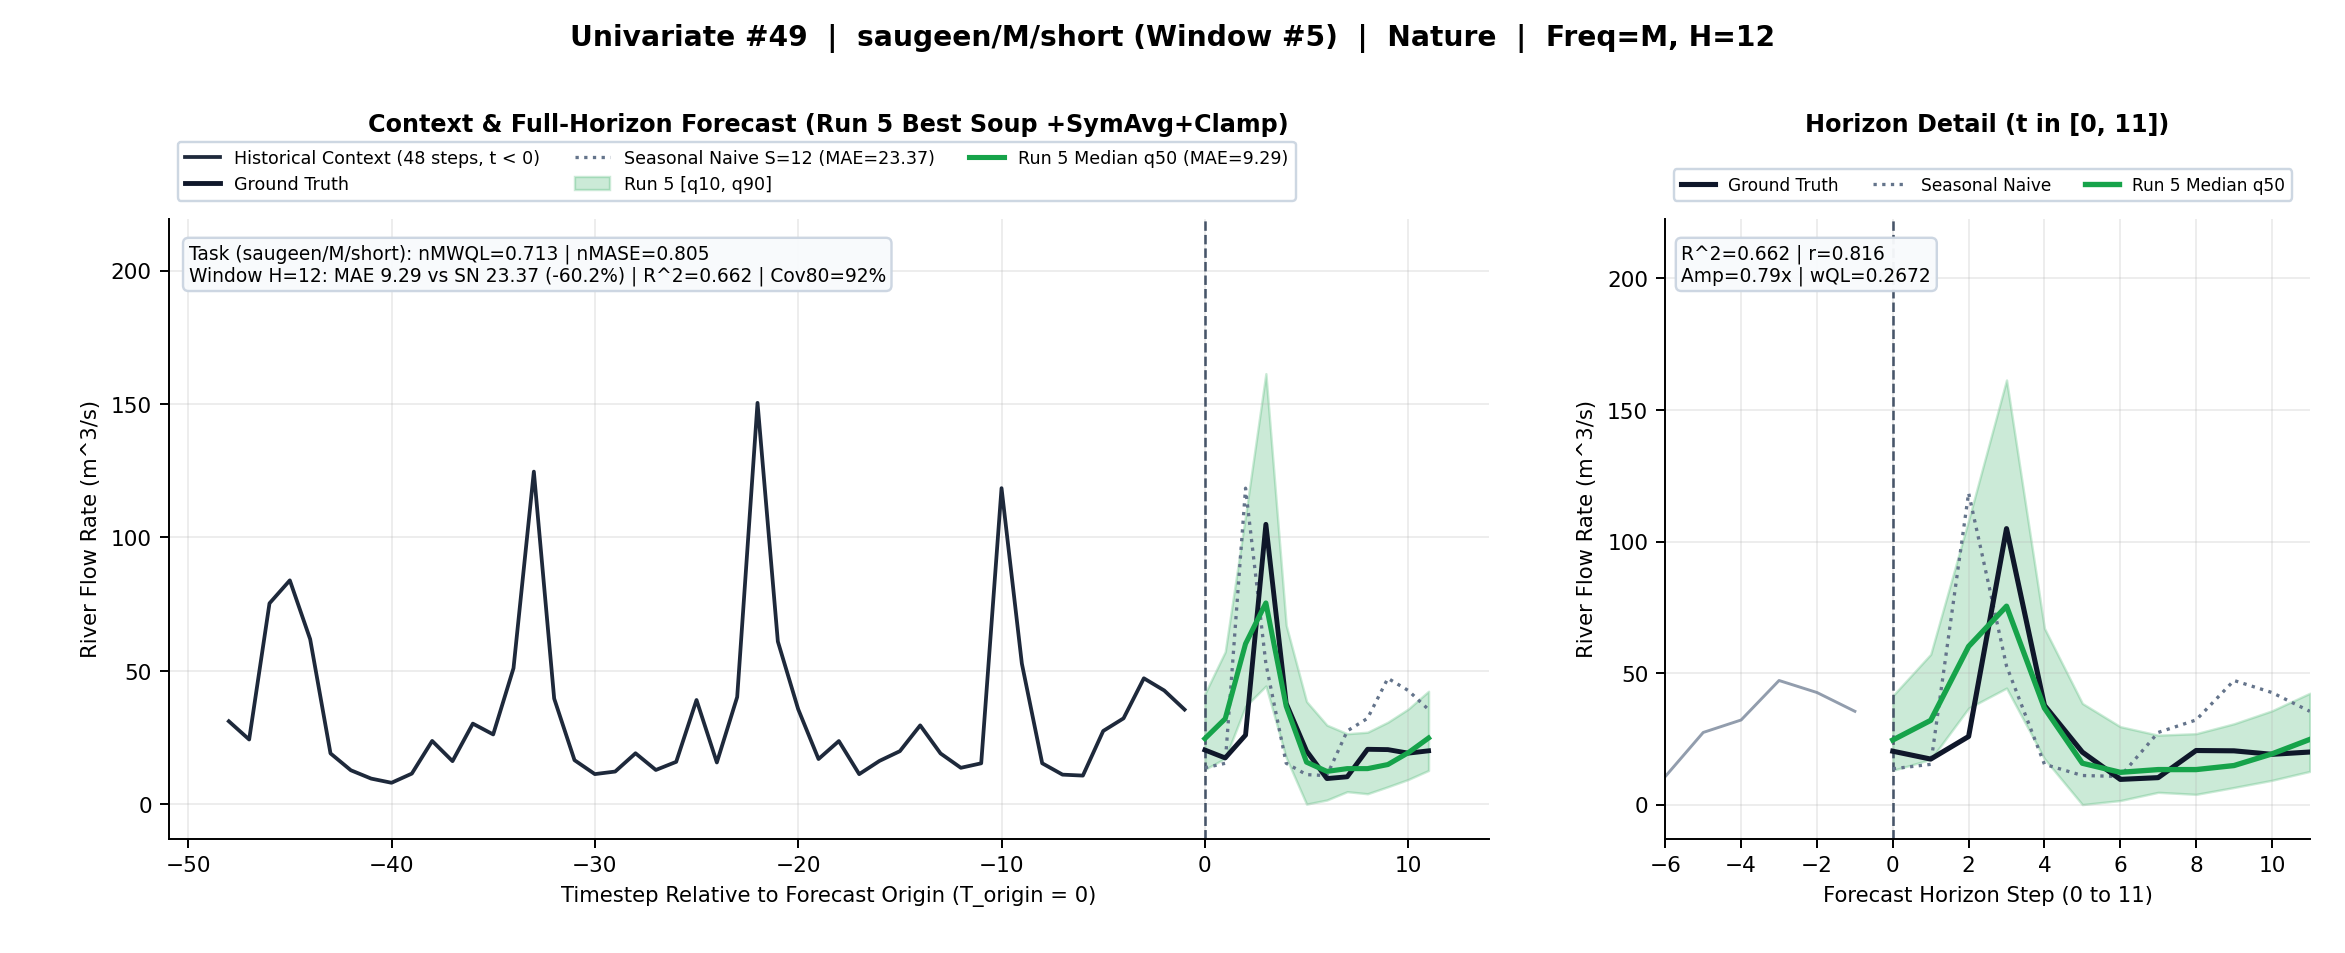 Univariate #49 | saugeen/M/short (Window #5) | Nature | Freq=M, H=12
Context & Full-Horizon Forecast (Run 5 Best Soup +SymAvg+Clamp)
Historical Context (48 steps, t < 0)
Ground Truth
Seasonal Naive S=12 (MAE=23.37)
Run 5 [q10, q90]
Run 5 Median q50 (MAE=9.29)
Task (saugeen/M/short): nMWQL=0.713 | nMASE=0.805
Window H=12: MAE 9.29 vs SN 23.37 (-60.2%) | R^2=0.662 | Cov80=92%
River Flow Rate (m^3/s)
200
150
100
50
0
−50 −40 −30 −20 −10 0 10
Timestep Relative to Forecast Origin (T_origin = 0)
Horizon Detail (t in [0, 11])
Ground Truth Seasonal Naive Run 5 Median q50
R^2=0.662 | r=0.816
Amp=0.79x | wQL=0.2672
River Flow Rate (m^3/s)
200
150
100
50
0
−6 −4 −2 0 2 4 6 8 10
Forecast Horizon Step (0 to 11)